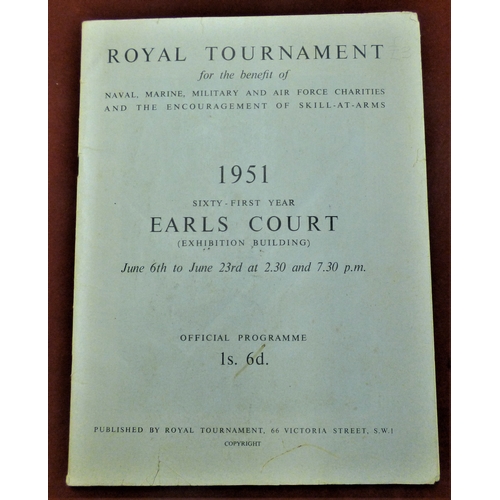 ROYAL TOURNAMENT
for the benefit of
NAVAL, MARINE, MILITARY AND AIR FORCE CHARITIES
AND THE ENCOURAGEMENT OF SKILL-AT-ARMS
1951
SIXTY-FIRST YEAR
EARLS COURT
(EXHIBITION BUILDING)
June 6th to June 23rd at 2.30 and 7.30 p.m.
OFFICIAL PROGRAMME
1s. 6d.
PUBLISHED BY ROYAL TOURNAMENT, 66 VICTORIA STREET, S.W.1
COPYRIGHT